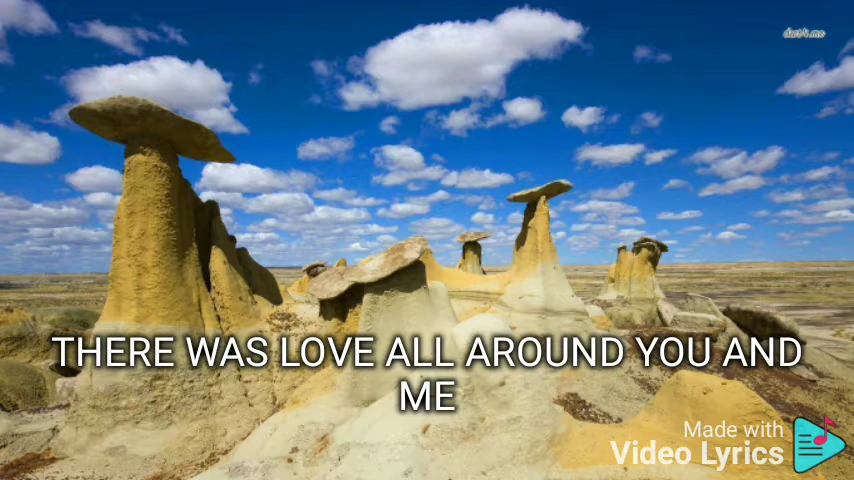 THERE WAS LOVE ALL AROUND YOU AND
ME
Made with
Video Lyrics